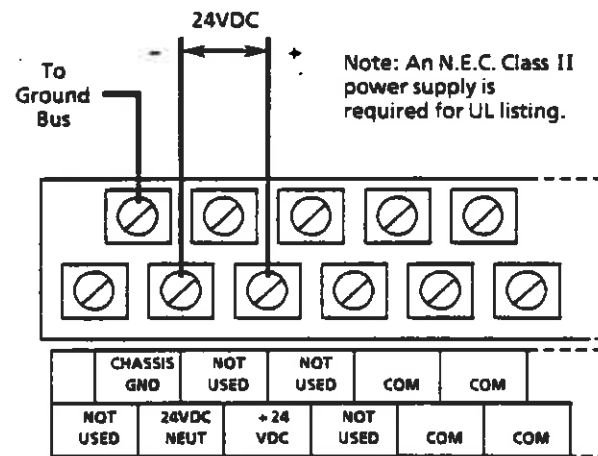 24VDC
- +
To
Ground
Bus
Note: An N.E.C. Class II
power supply is
required for UL listing.
CHASSIS GND NOT USED NOT USED COM COM
NOT USED 24VDC NEUT +24 VDC NOT USED COM COM